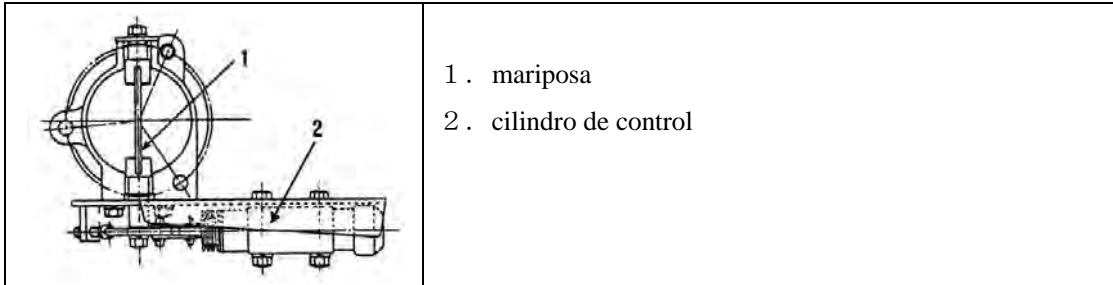 1
2
１．mariposa
２．cilindro de control